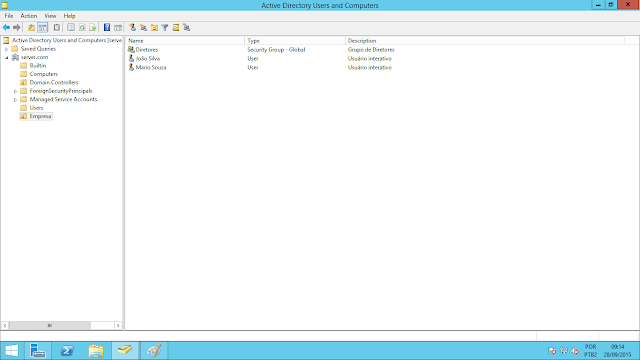 Active Directory Users and Computers
File Action View Help
Active Directory Users and Computers [serve
Saved Queries
server.com
Builtin
Computers
Domain Controllers
ForeignSecurityPrincipals
Managed Service Accounts
Users
Empresa
Name Type Description
Diretores Security Group - Global Grupo de Diretores
João Silva User Usuário interativo
Mario Souza User Usuário interativo
POR 09:14
PTB2 28/09/2015